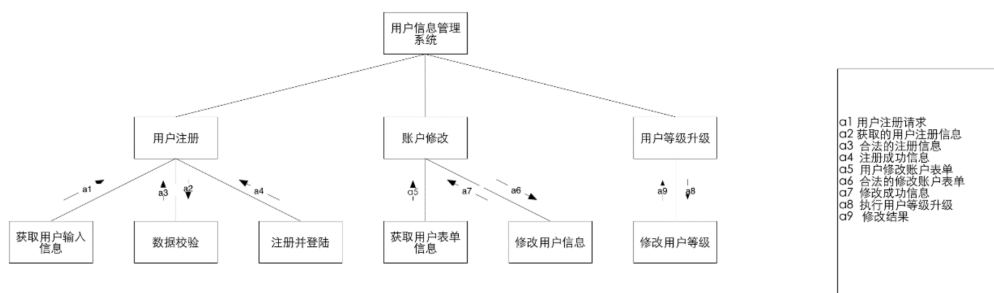 用户信息管理
系统
用户注册
账户修改
用户等级升级
a1
a3
a2
a4
a5
a7
a6
a9
a8
获取用户输入
信息
数据校验
注册并登陆
获取用户表单
信息
修改用户信息
修改用户等级
a1 用户注册请求
a2 获取的用户注册信息
a3 合法的注册信息
a4 注册成功信息
a5 用户修改账户表单
a6 合法的修改账户表单
a7 修改成功信息
a8 执行用户等级升级
a9 修改结果